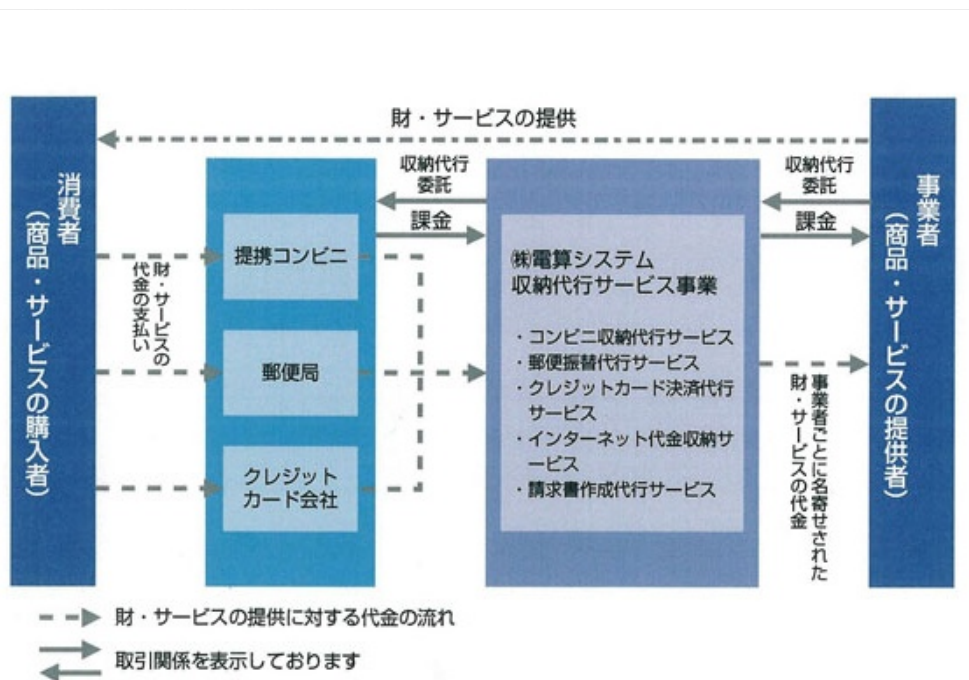 財・サービスの提供
消費者
（商品・サービスの購入者）
財・サービスの
代金の支払い
提携コンビニ
郵便局
クレジット
カード会社
収納代行
委託
課金
㈱電算システム
収納代行サービス事業
・コンビニ収納代行サービス
・郵便振替代行サービス
・クレジットカード決済代行
サービス
・インターネット代金収納サ
ービス
・請求書作成代行サービス
収納代行
委託
課金
事業者ごとに名寄せされた
財・サービスの代金
事業者
（商品・サービスの提供者）
財・サービスの提供に対する代金の流れ
取引関係を表示しております